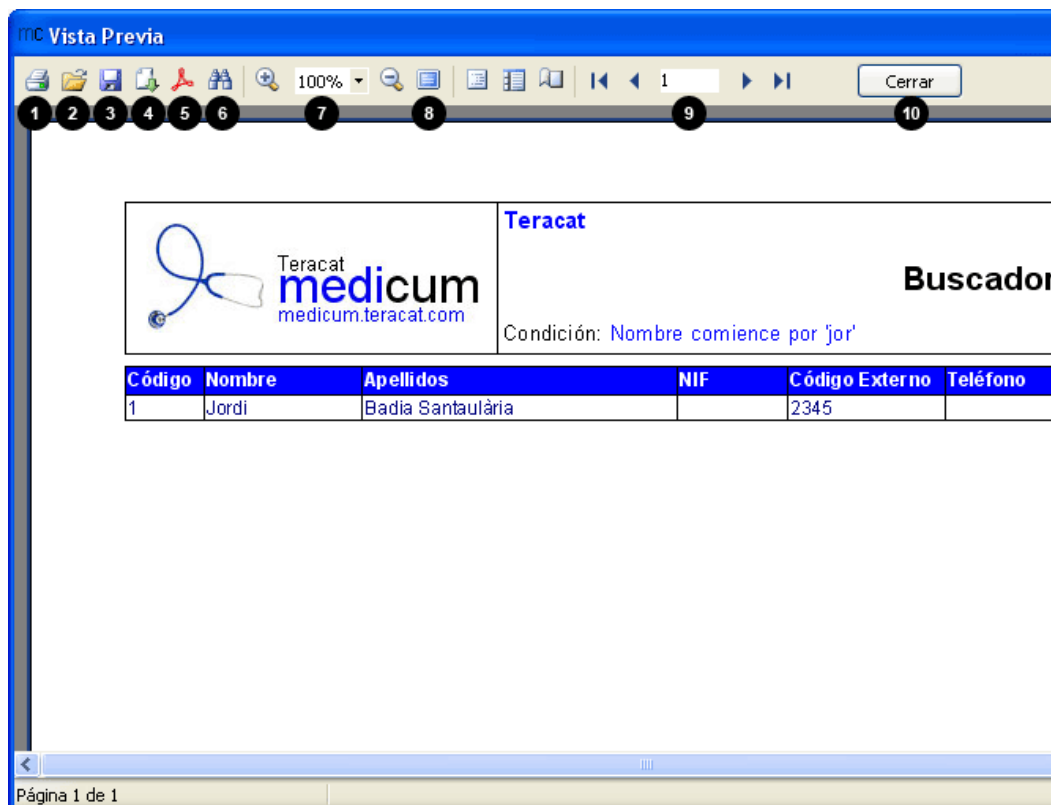 mc Vista Previa
100% 1 Cerrar
1 2 3 4 5 6 7 8 9 10
Teracat
Teracat
medicum
medicum.teracat.com
Buscador
Condición: Nombre comience por 'jor'
Código Nombre Apellidos NIF Código Externo Teléfono
1 Jordi Badia Santaulària 2345
Página 1 de 1